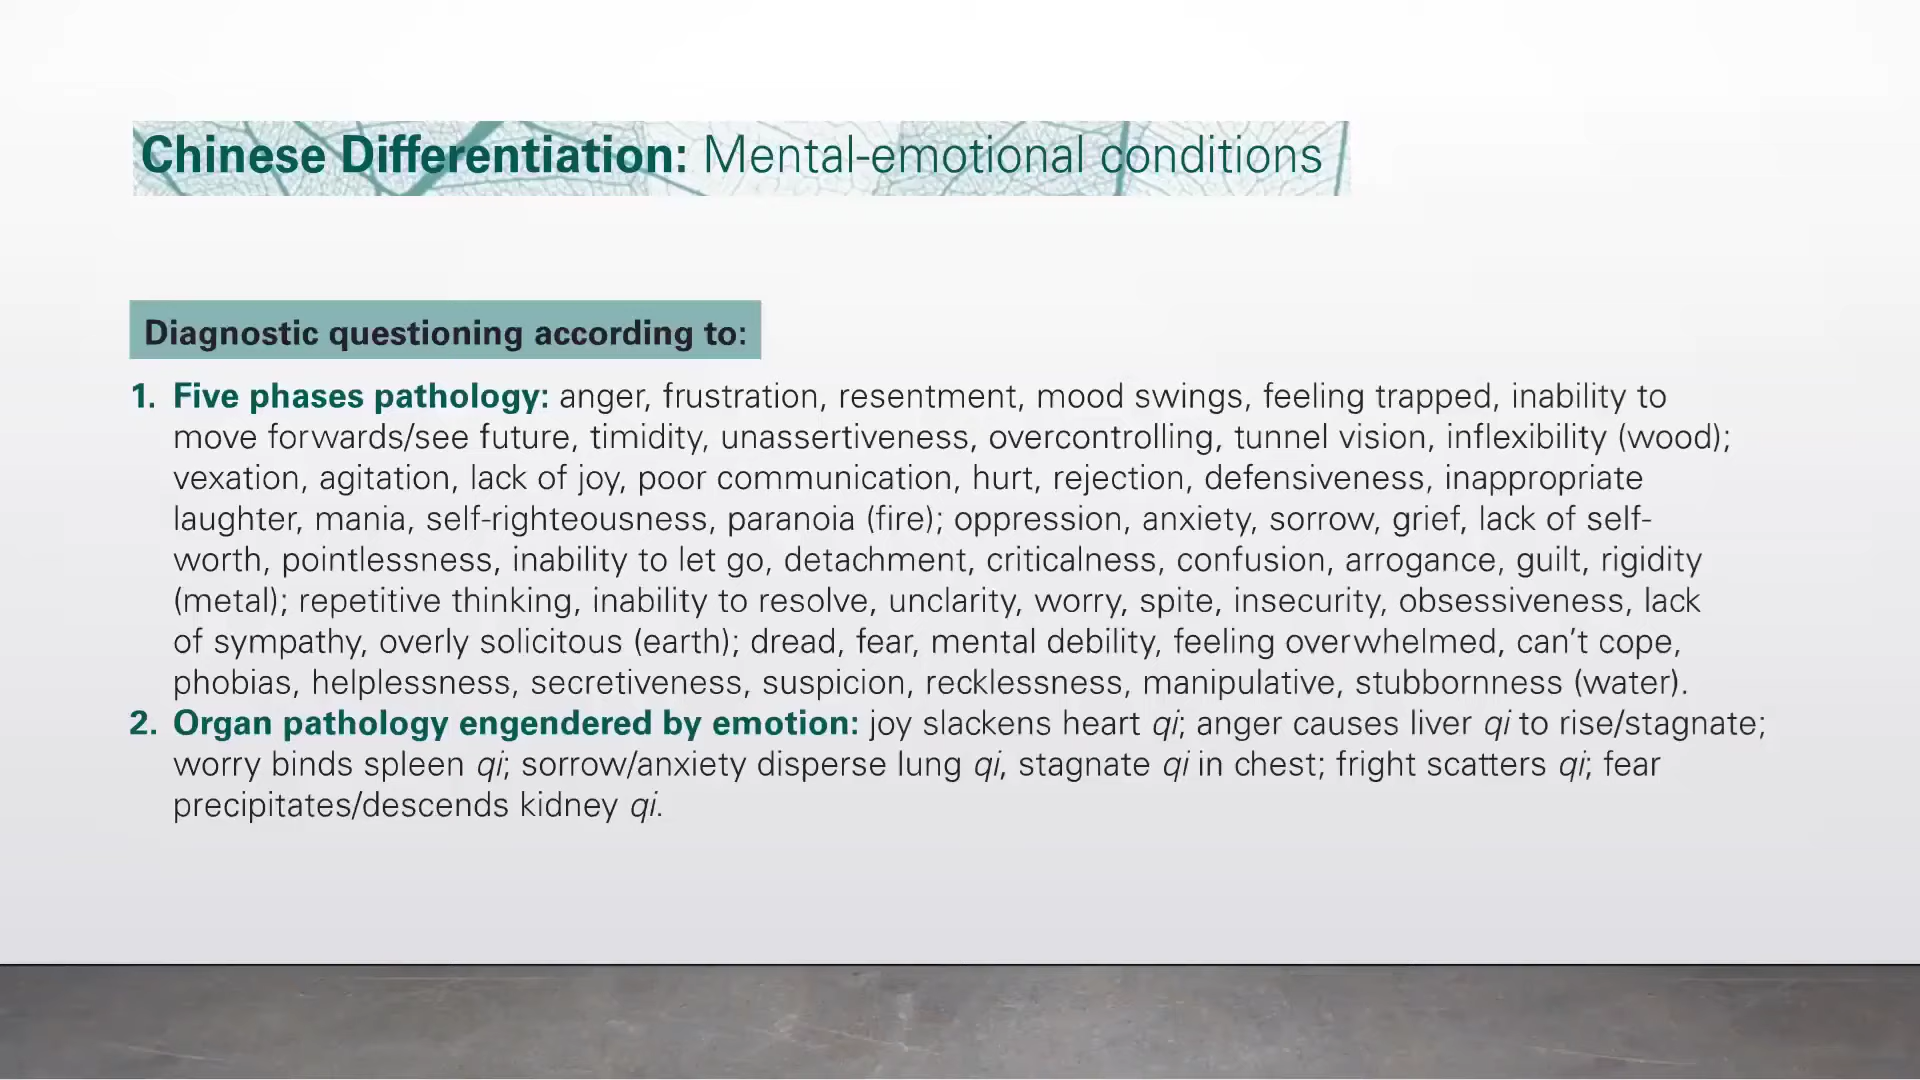 Chinese Differentiation: Mental-emotional conditions
Diagnostic questioning according to:
1. Five phases pathology: anger, frustration, resentment, mood swings, feeling trapped, inability to
move forwards/see future, timidity, unassertiveness, overcontrolling, tunnel vision, inflexibility (wood);
vexation, agitation, lack of joy, poor communication, hurt, rejection, defensiveness, inappropriate
laughter, mania, self-righteousness, paranoia (fire); oppression, anxiety, sorrow, grief, lack of self-
worth, pointlessness, inability to let go, detachment, criticalness, confusion, arrogance, guilt, rigidity
(metal); repetitive thinking, inability to resolve, unclarity, worry, spite, insecurity, obsessiveness, lack
of sympathy, overly solicitous (earth); dread, fear, mental debility, feeling overwhelmed, can't cope,
phobias, helplessness, secretiveness, suspicion, recklessness, manipulative, stubbornness (water).
2. Organ pathology engendered by emotion: joy slackens heart qi; anger causes liver qi to rise/stagnate;
worry binds spleen qi; sorrow/anxiety disperse lung qi, stagnate qi in chest; fright scatters qi; fear
precipitates/descends kidney qi.